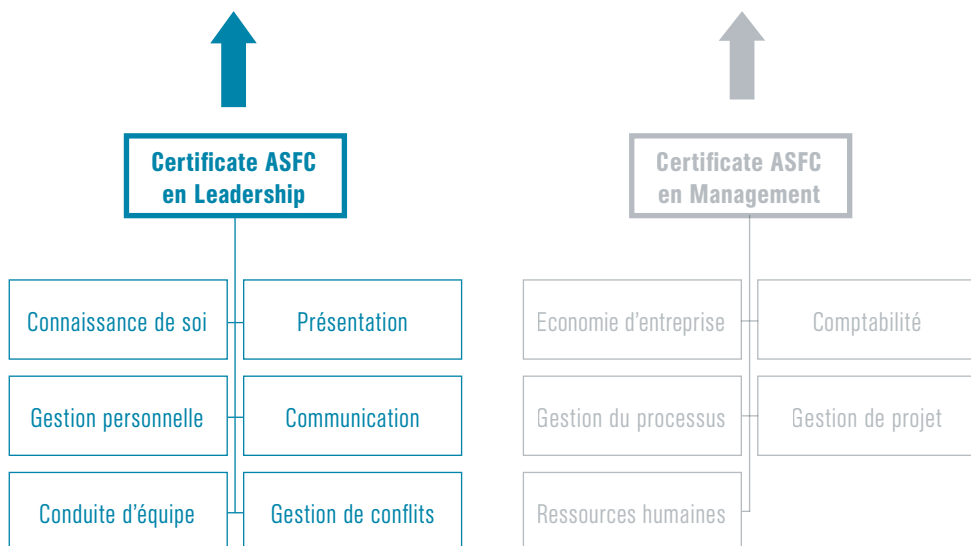 Certificate ASFC
en Leadership
Connaissance de soi
Présentation
Gestion personnelle
Communication
Conduite d'équipe
Gestion de conflits
Certificate ASFC
en Management
Economie d'entreprise
Comptabilité
Gestion du processus
Gestion de projet
Ressources humaines